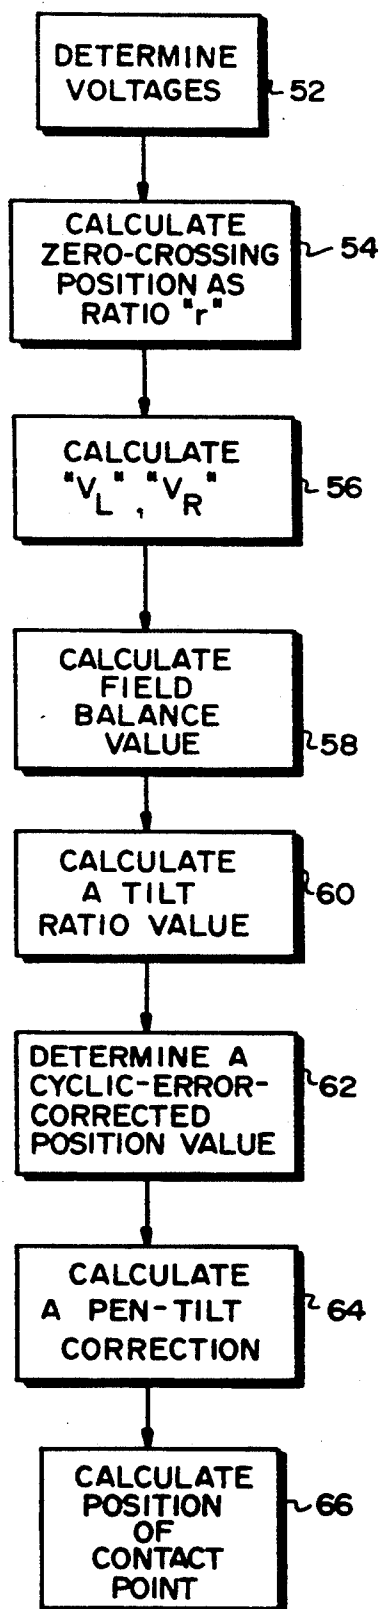 DETERMINE
VOLTAGES
52
CALCULATE
ZERO-CROSSING
POSITION AS
RATIO "r"
54
CALCULATE
"V_L", "V_R"
56
CALCULATE
FIELD
BALANCE
VALUE
58
CALCULATE
A TILT
RATIO VALUE
60
DETERMINE A
CYCLIC-ERROR-
CORRECTED
POSITION VALUE
62
CALCULATE
A PEN-TILT
CORRECTION
64
CALCULATE
POSITION
OF
CONTACT
POINT
66